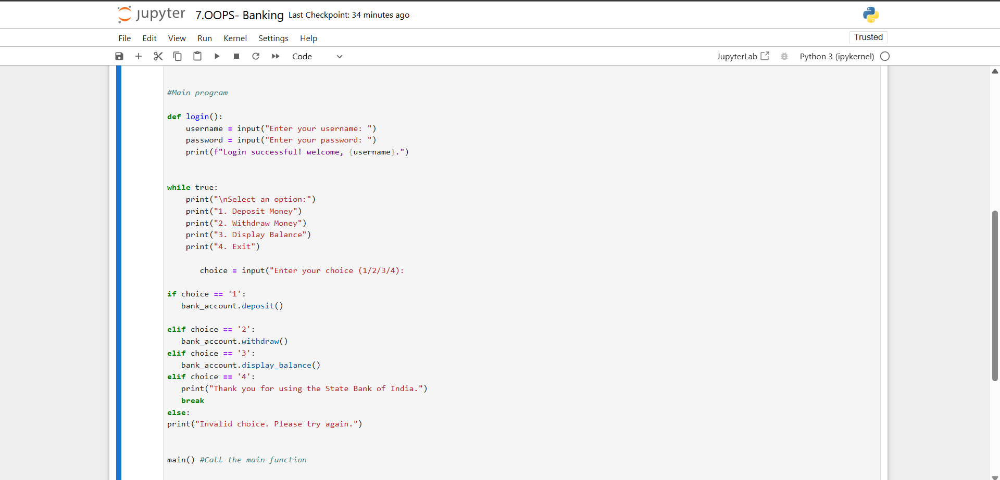 jupyter 7.OOPS- Banking Last Checkpoint: 34 minutes ago
File Edit View Run Kernel Settings Help Trusted
Code JupyterLab Python 3 (ipykernel)
#Main program
def login():
    username = input("Enter your username: ")
    password = input("Enter your password: ")
    print(f"Login successful! welcome, {username}.")
while true:
    print("\nSelect an option:")
    print("1. Deposit Money")
    print("2. Withdraw Money")
    print("3. Display Balance")
    print("4. Exit")
       choice = input("Enter your choice (1/2/3/4):
if choice == '1':
   bank_account.deposit()
elif choice == '2':
   bank_account.withdraw()
elif choice == '3':
   bank_account.display_balance()
elif choice == '4':
   print("Thank you for using the State Bank of India.")
   break
else:
print("Invalid choice. Please try again.")
main() #Call the main function